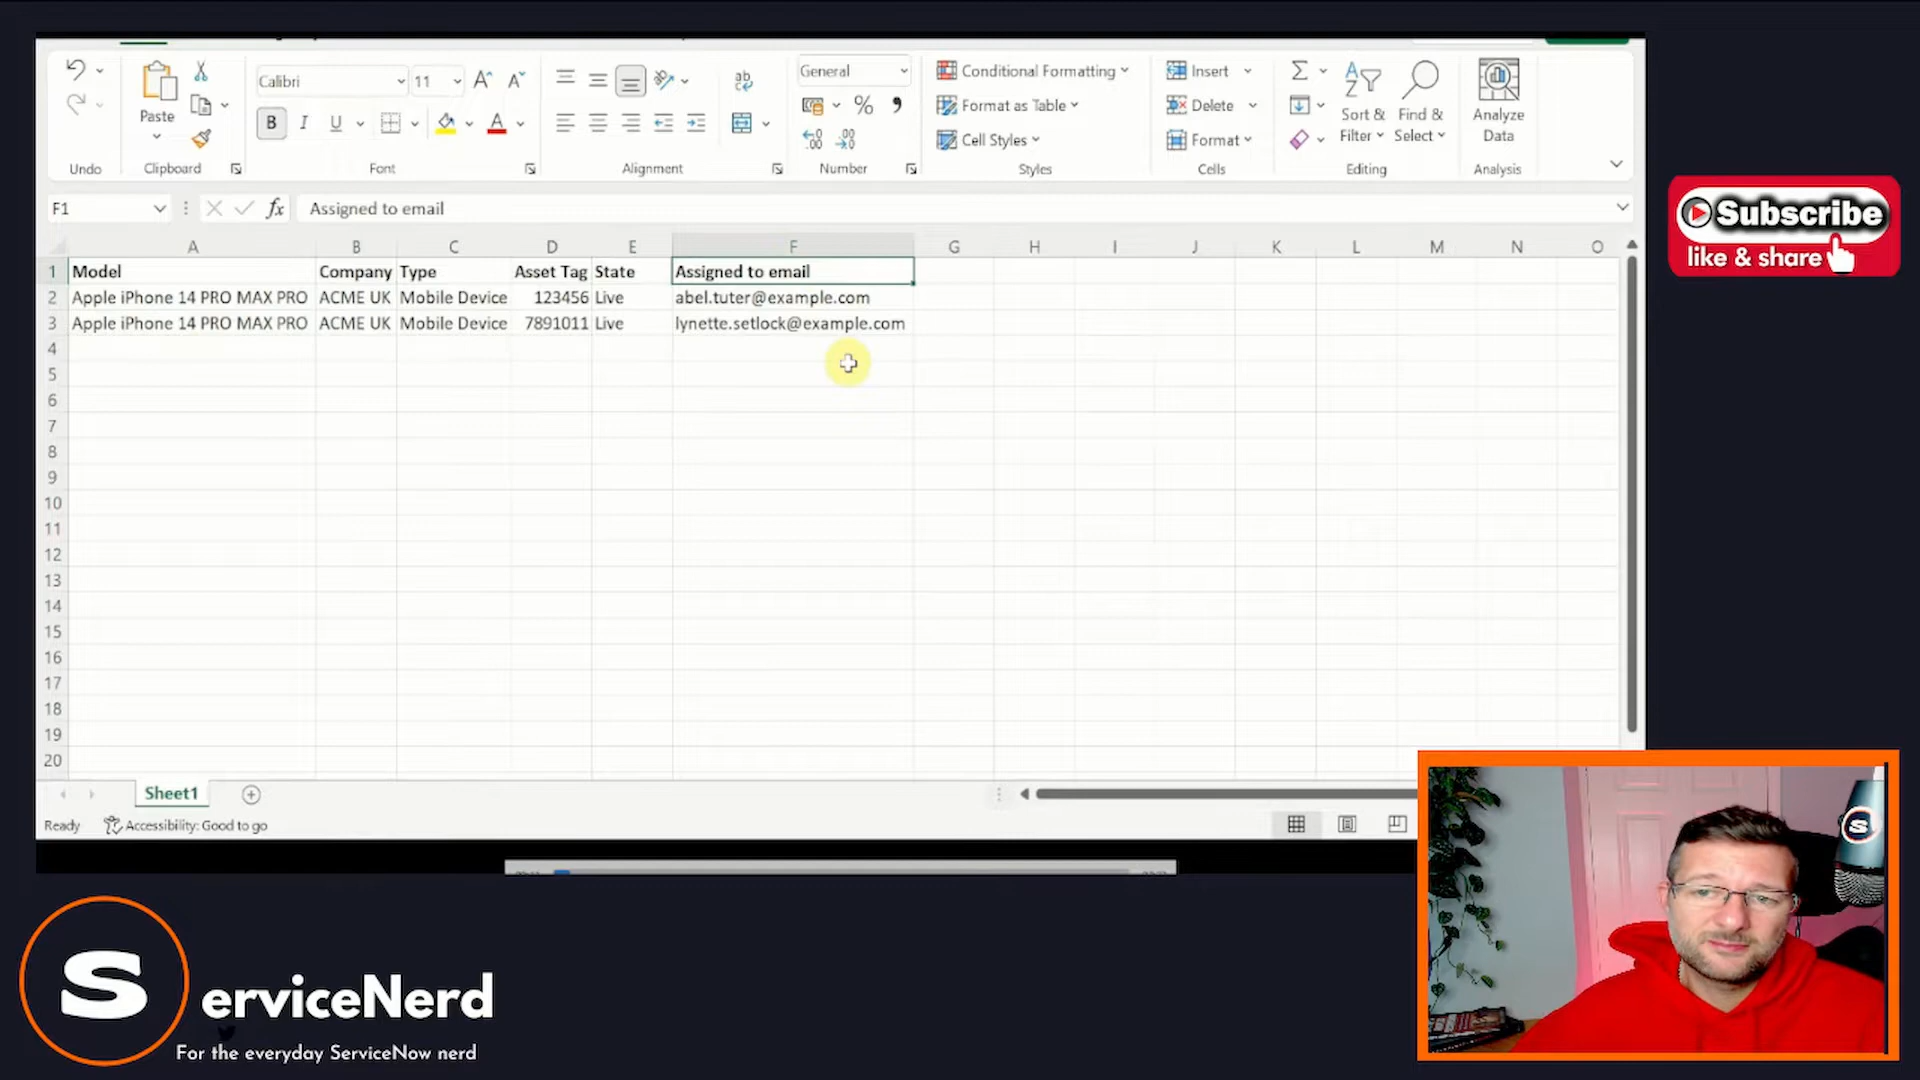 Calibri
11
General
Conditional Formatting
Insert
Format as Table
Delete
Paste
Sort & Filter
Find & Select
Analyze Data
B I U
Cell Styles
Format
Undo
Clipboard
Font
Alignment
Number
Styles
Cells
Editing
Analysis
F1
fx
Assigned to email
Subscribe
like & share
A B C D E F G H I J K L M N O
1 Model Company Type Asset Tag State Assigned to email
2 Apple iPhone 14 PRO MAX PRO ACME UK Mobile Device 123456 Live abel.tuter@example.com
3 Apple iPhone 14 PRO MAX PRO ACME UK Mobile Device 7891011 Live lynette.setlock@example.com
4
5
6
7
8
9
10
11
12
13
14
15
16
17
18
19
20
Sheet1
Ready
Accessibility: Good to go
S
S erviceNerd
For the everyday ServiceNow nerd